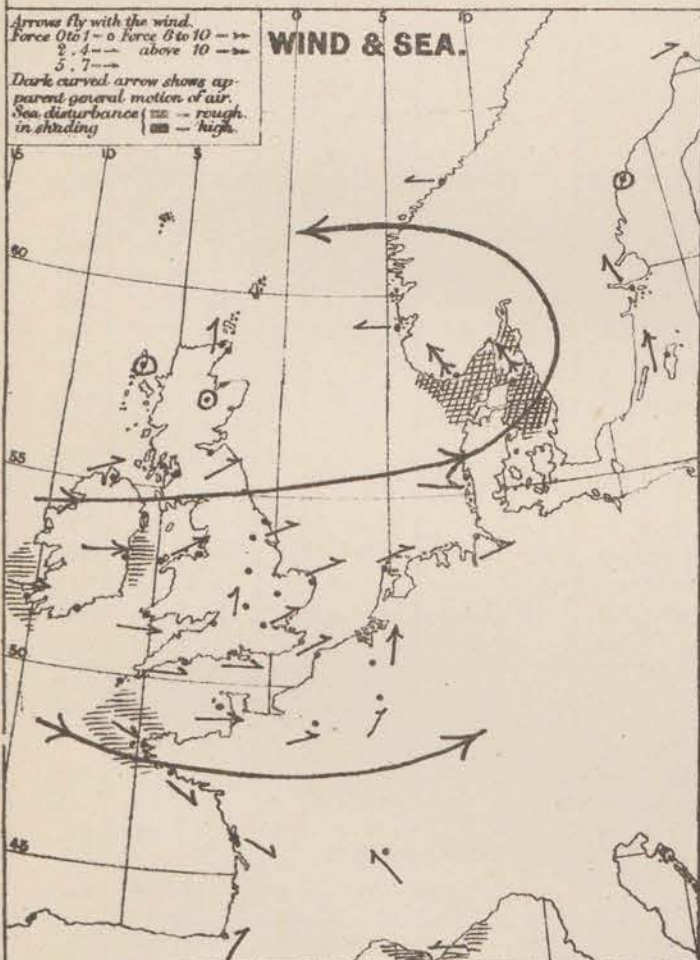 Arrows fly with the wind.
Force 0 to 1 – o Force 8 to 10 –
2 . 4 – above 10 –
5 . 7 –
Dark curved arrow shows ap-
parent general motion of air.
Sea disturbance { – rough.
in shading { – high.
WIND & SEA.
0 10
15 10 5
60
55
50
45